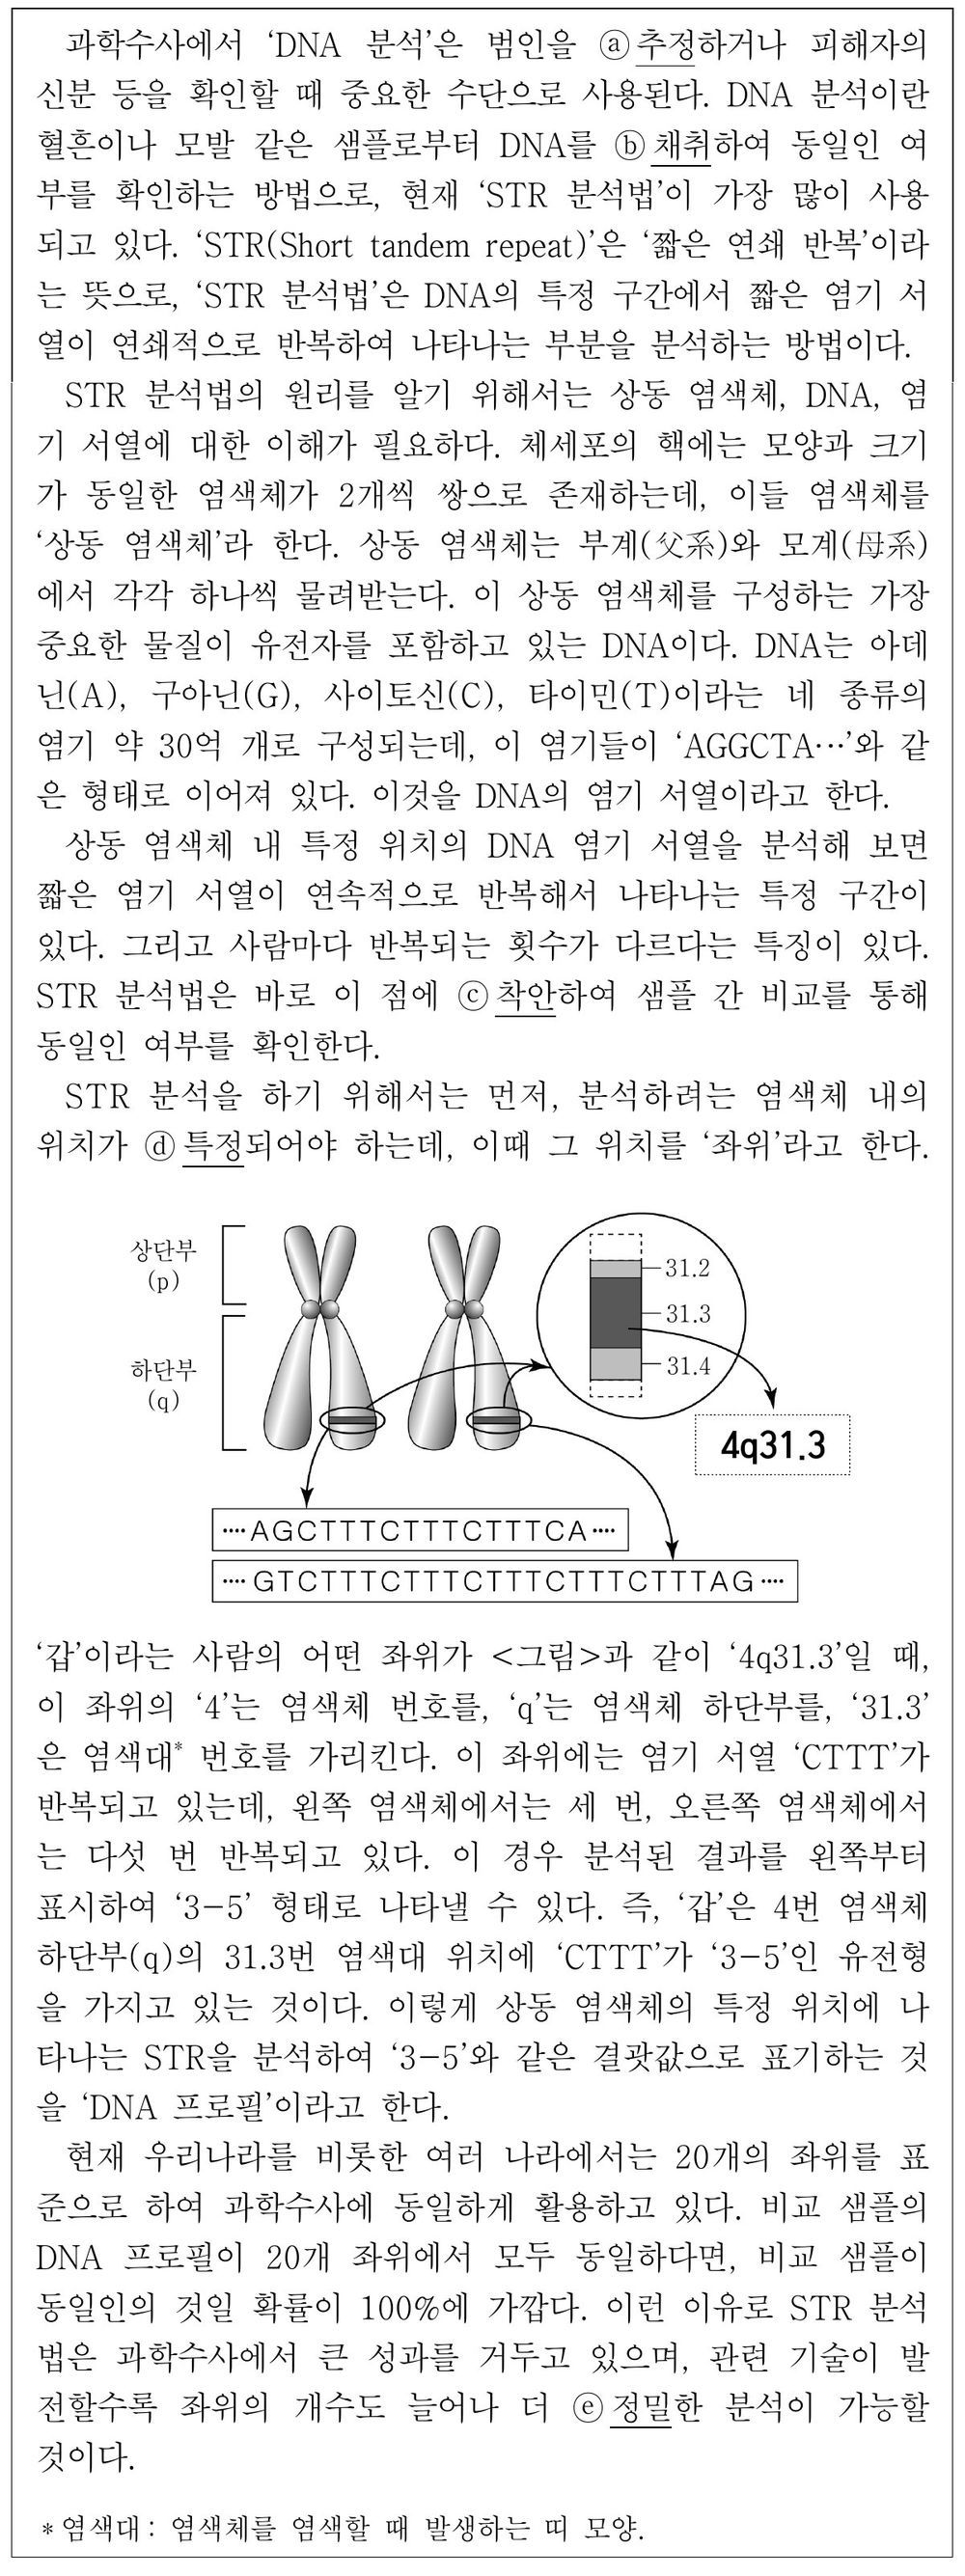 과학수사에서 ‘DNA 분석’은 범인을 ⓐ추정하거나 피해자의
신분 등을 확인할 때 중요한 수단으로 사용된다. DNA 분석이란
혈흔이나 모발 같은 샘플로부터 DNA를 ⓑ채취하여 동일인 여
부를 확인하는 방법으로, 현재 ‘STR 분석법’이 가장 많이 사용
되고 있다. ‘STR(Short tandem repeat)’은 ‘짧은 연쇄 반복’이라
는 뜻으로, ‘STR 분석법’은 DNA의 특정 구간에서 짧은 염기 서
열이 연쇄적으로 반복하여 나타나는 부분을 분석하는 방법이다.
STR 분석법의 원리를 알기 위해서는 상동 염색체, DNA, 염
기 서열에 대한 이해가 필요하다. 체세포의 핵에는 모양과 크기
가 동일한 염색체가 2개씩 쌍으로 존재하는데, 이들 염색체를
‘상동 염색체’라 한다. 상동 염색체는 부계(父系)와 모계(母系)
에서 각각 하나씩 물려받는다. 이 상동 염색체를 구성하는 가장
중요한 물질이 유전자를 포함하고 있는 DNA이다. DNA는 아데
닌(A), 구아닌(G), 사이토신(C), 타이민(T)이라는 네 종류의
염기 약 30억 개로 구성되는데, 이 염기들이 ‘AGGCTA…’와 같
은 형태로 이어져 있다. 이것을 DNA의 염기 서열이라고 한다.
상동 염색체 내 특정 위치의 DNA 염기 서열을 분석해 보면
짧은 염기 서열이 연속적으로 반복해서 나타나는 특정 구간이
있다. 그리고 사람마다 반복되는 횟수가 다르다는 특징이 있다.
STR 분석법은 바로 이 점에 ⓒ착안하여 샘플 간 비교를 통해
동일인 여부를 확인한다.
STR 분석을 하기 위해서는 먼저, 분석하려는 염색체 내의
위치가 ⓓ특정되어야 하는데, 이때 그 위치를 ‘좌위’라고 한다.
상단부
(p)
하단부
(q)
31.2
31.3
31.4
4q31.3
····AGCTTTCTTTCTTTCA····
····GTCTTTCTTTCTTTCTTTCTTTAG····
‘갑’이라는 사람의 어떤 좌위가 <그림>과 같이 ‘4q31.3’일 때,
이 좌위의 ‘4’는 염색체 번호를, ‘q’는 염색체 하단부를, ‘31.3’
은 염색대* 번호를 가리킨다. 이 좌위에는 염기 서열 ‘CTTT’가
반복되고 있는데, 왼쪽 염색체에서는 세 번, 오른쪽 염색체에서
는 다섯 번 반복되고 있다. 이 경우 분석된 결과를 왼쪽부터
표시하여 ‘3-5’ 형태로 나타낼 수 있다. 즉, ‘갑’은 4번 염색체
하단부(q)의 31.3번 염색대 위치에 ‘CTTT’가 ‘3-5’인 유전형
을 가지고 있는 것이다. 이렇게 상동 염색체의 특정 위치에 나
타나는 STR을 분석하여 ‘3-5’와 같은 결괏값으로 표기하는 것
을 ‘DNA 프로필’이라고 한다.
현재 우리나라를 비롯한 여러 나라에서는 20개의 좌위를 표
준으로 하여 과학수사에 동일하게 활용하고 있다. 비교 샘플의
DNA 프로필이 20개 좌위에서 모두 동일하다면, 비교 샘플이
동일인의 것일 확률이 100%에 가깝다. 이런 이유로 STR 분석
법은 과학수사에서 큰 성과를 거두고 있으며, 관련 기술이 발
전할수록 좌위의 개수도 늘어나 더 ⓔ정밀한 분석이 가능할
것이다.
* 염색대 : 염색체를 염색할 때 발생하는 띠 모양.